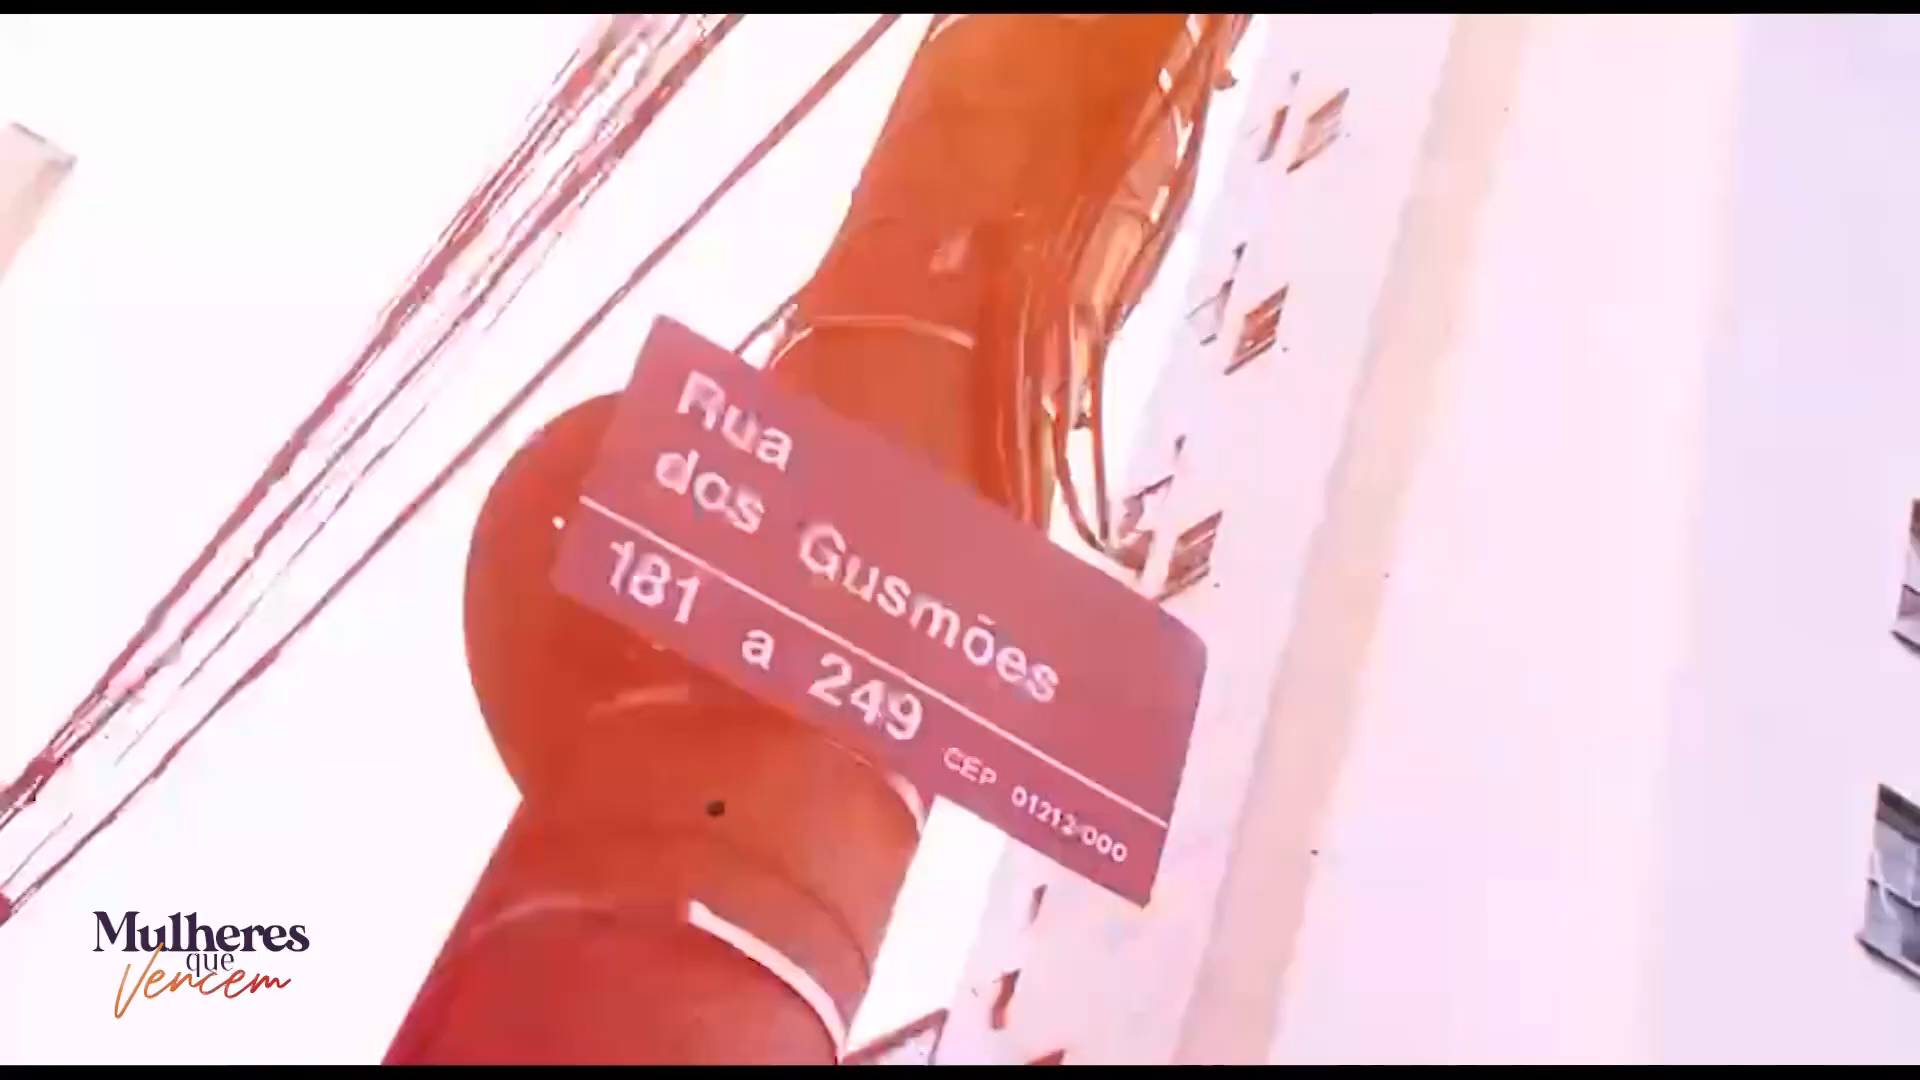 Rua
dos Gusmões
181 a 249 CEP 01212-000
Mulheres
que
Vencem